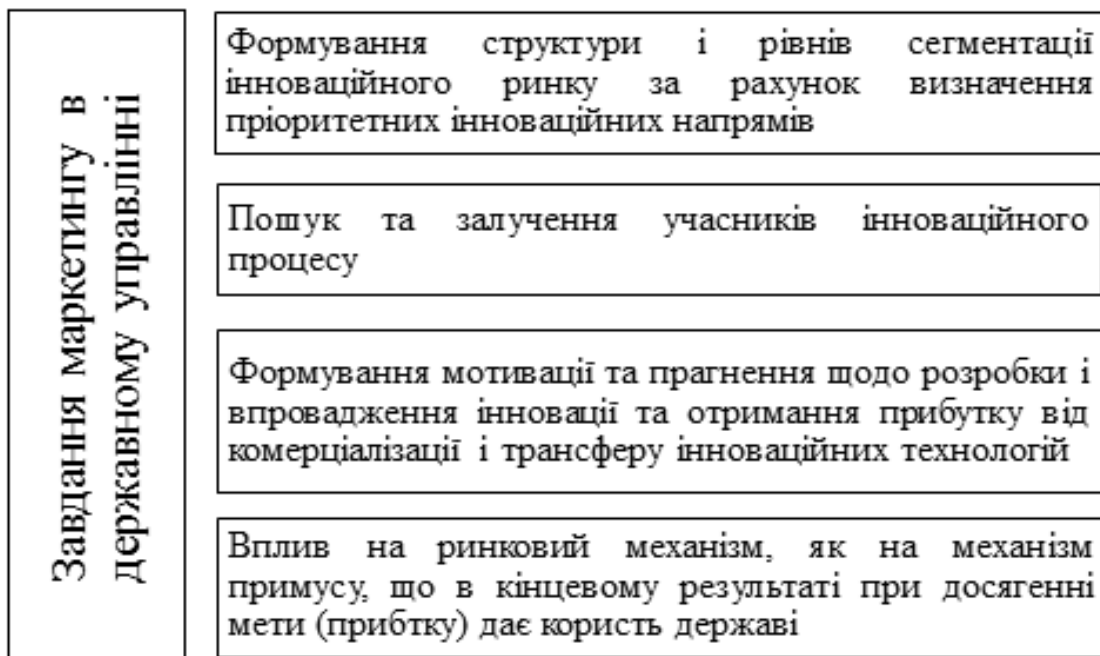 Завдання маркетингу в
державному управлінні
Формування структури і рівнів сегментації
інноваційного ринку за рахунок визначення
пріоритетних інноваційних напрямів
Пошук та залучення учасників інноваційного
процесу
Формування мотивації та прагнення щодо розробки і
впровадження інновації та отримання прибутку від
комерціалізації і трансферу інноваційних технологій
Вплив на ринковий механізм, як на механізм
примусу, що в кінцевому результаті при досягенні
мети (прибтку) дає користь державі